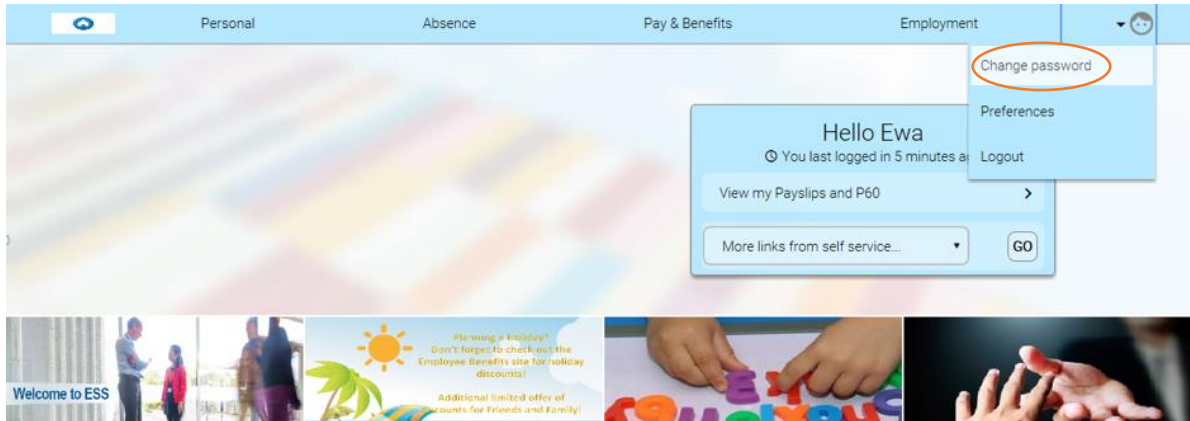 Personal
Absence
Pay & Benefits
Employment
Change password
Preferences
Logout
Hello Ewa
You last logged in 5 minutes a
View my Payslips and P60
More links from self service...
GO
Welcome to ESS
Planning a Holiday?
Don't forget to check out the
Employee Benefits site for holiday
discounts!
Additional limited offer of
counts for Friends and Family!